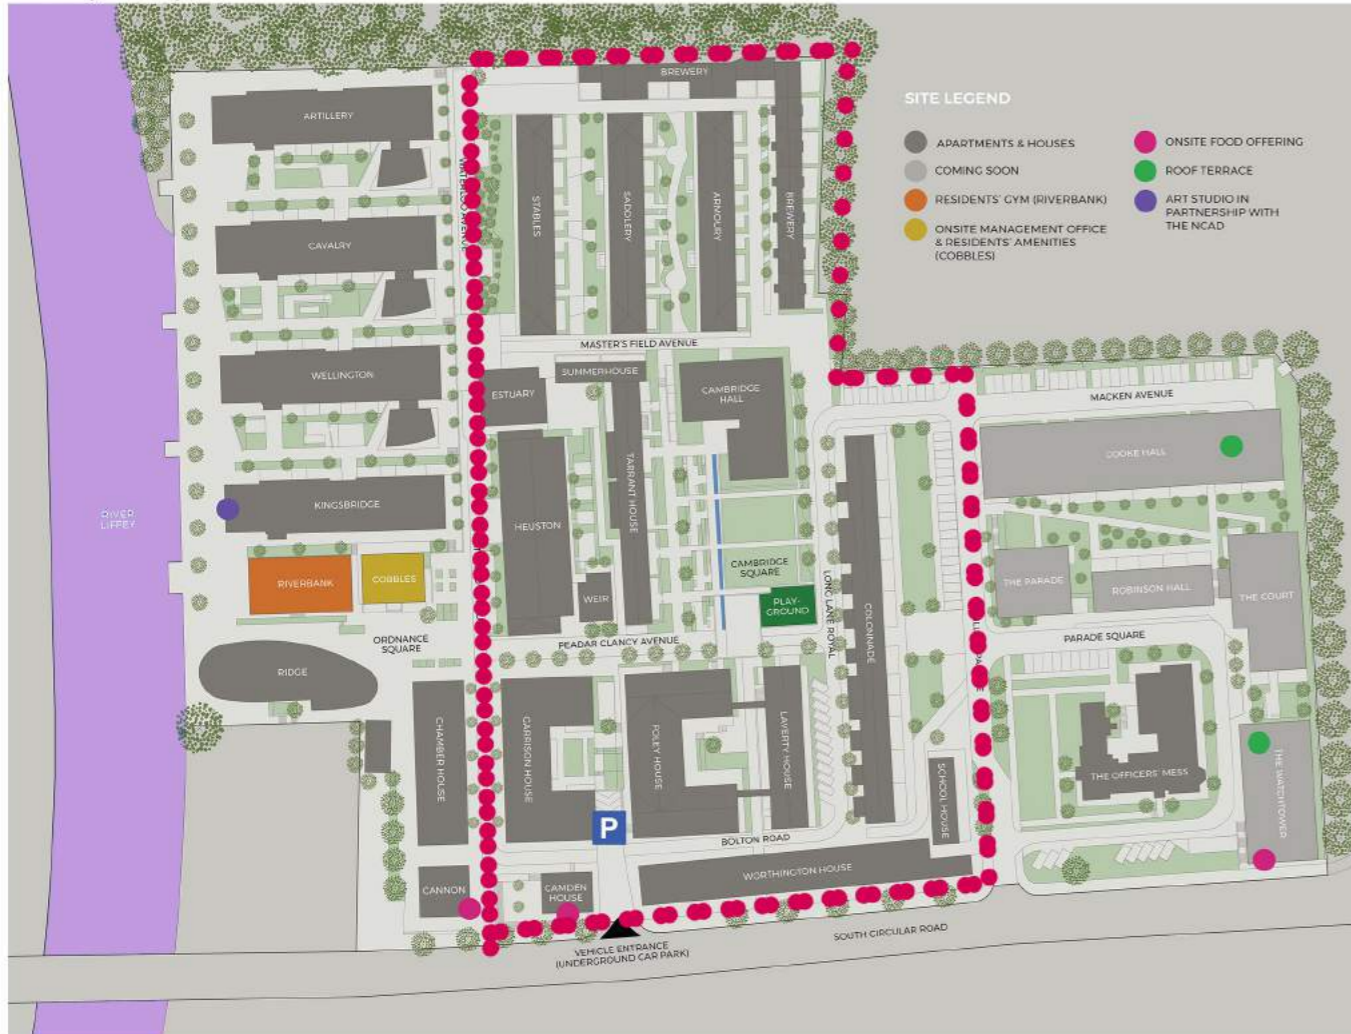 BREWERY
SITE LEGEND
ARTILLERY
APARTMENTS & HOUSES
COMING SOON
RESIDENTS' GYM (RIVERBANK)
ONSITE MANAGEMENT OFFICE
& RESIDENTS' AMENITIES
(COBBLES)
ONSITE FOOD OFFERING
ROOF TERRACE
ART STUDIO IN
PARTNERSHIP WITH
THE NCAD
STABLES
SADDLERY
ARMOURY
BREWERY
CAVALRY
MASTER'S FIELD AVENUE
WELLINGTON
SUMMERHOUSE
ESTUARY
CAMBRIDGE
HALL
MACKEN AVENUE
TARRANT HOUSE
COOKE HALL
KINGSBRIDGE
RIVER
LIFFEY
HEUSTON
CAMBRIDGE
SQUARE
RIVERBANK
COBBLES
WEIR
PLAY-
GROUND
LONG LANE ROYAL
COLONNADE
THE PARADE
ROBINSON HALL
THE COURT
ORDNANCE
SQUARE
PEADAR CLANCY AVENUE
PARADE SQUARE
RIDGE
CHAMBER HOUSE
GARRISON HOUSE
FOLEY HOUSE
LAVERTY HOUSE
SCHOOL HOUSE
THE OFFICERS' MESS
THE WATCHTOWER
P
BOLTON ROAD
WORTHINGTON HOUSE
CANNON
CAMDEN
HOUSE
SOUTH CIRCULAR ROAD
VEHICLE ENTRANCE
(UNDERGROUND CAR PARK)